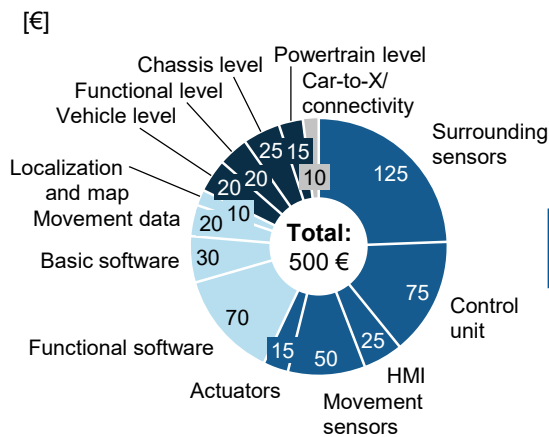 [€]
Powertrain level
Chassis level
Car-to-X/
connectivity
Functional level
Vehicle level
Localization
and map
Movement data
Basic software
Functional software
Actuators
Movement
sensors
HMI
Control
unit
Surrounding
sensors
125
75
25
50
15
70
30
20
10
20
20
25
15
10
Total:
500 €